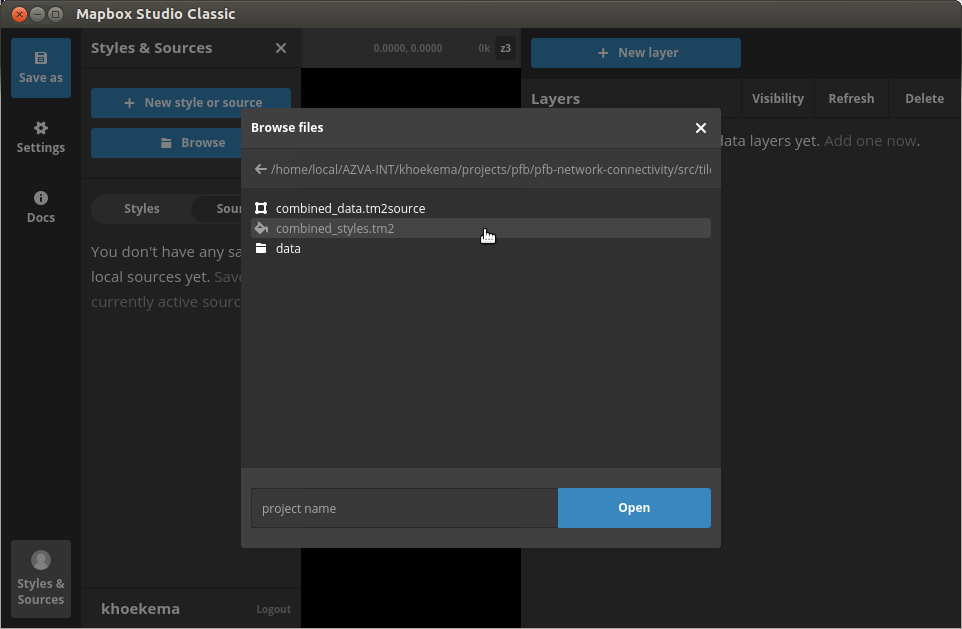 Mapbox Studio Classic
Save as
Settings
Docs
Styles &
Sources
Styles & Sources
New style or source
Browse
Styles
Sour
You don't have any sa
local sources yet. Save
currently active sourc
khoekema
Logout
0.0000, 0.0000
0k
z3
New layer
Layers
Visibility
Refresh
Delete
data layers yet. Add one now.
Browse files
/home/local/AZVA-INT/khoekema/projects/pfb/pfb-network-connectivity/src/tile
combined_data.tm2source
combined_styles.tm2
data
project name
Open